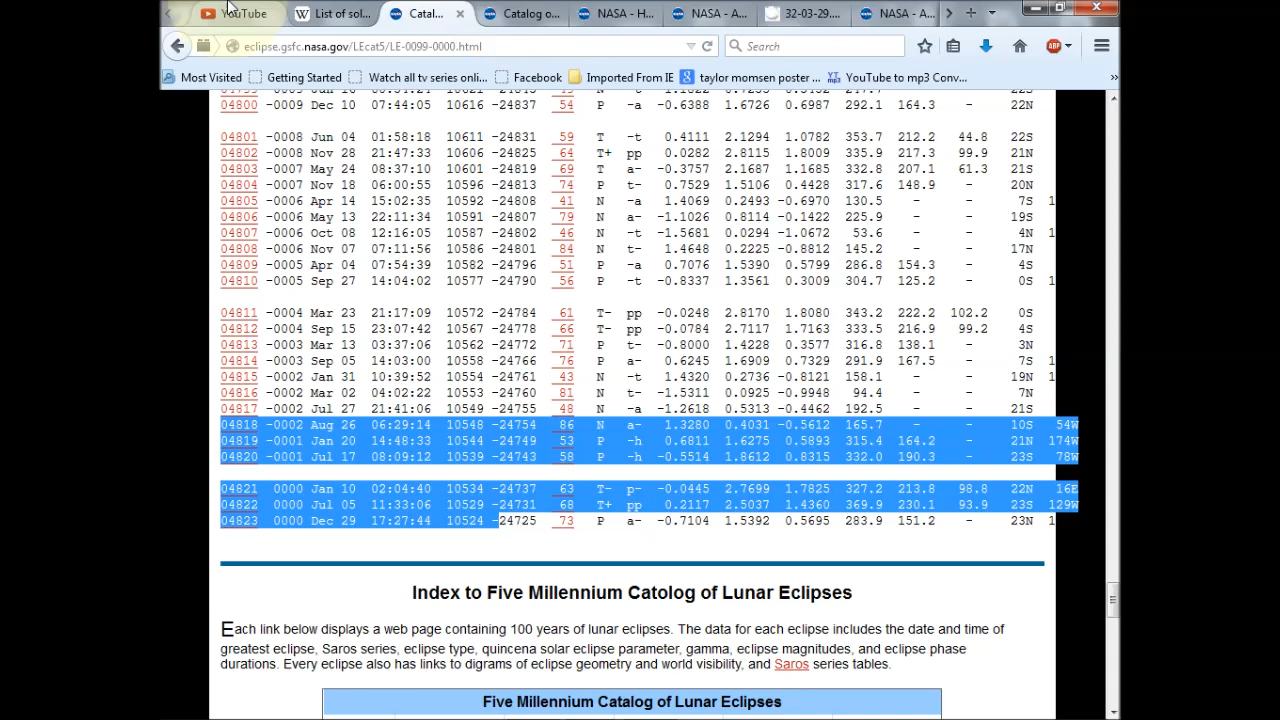 YouTube List of sol... Catal... Catalog o... NASA - H... NASA - A... 32-03-29.... NASA - A...
eclipse.gsfc.nasa.gov/LEcat5/LE-0099-0000.html Search ABP
Most Visited Getting Started Watch all tv series onli... Facebook Imported From IE taylor momsen poster ... YouTube to mp3 Conv... »
04800 -0009 Dec 10 07:44:05 10616 -24837 54 P -a -0.6388 1.6726 0.6987 292.1 164.3 - 22N
04801 -0008 Jun 04 01:58:18 10611 -24831 59 T -t 0.4111 2.1294 1.0782 353.7 212.2 44.8 22S
04802 -0008 Nov 28 21:47:33 10606 -24825 64 T+ pp 0.0282 2.8115 1.8009 335.9 217.3 99.9 21N
04803 -0007 May 24 08:37:10 10601 -24819 69 T a- -0.3757 2.1687 1.1685 332.8 207.1 61.3 21S
04804 -0007 Nov 18 06:00:55 10596 -24813 74 P t- 0.7529 1.5106 0.4428 317.6 148.9 - 20N
04805 -0006 Apr 14 15:02:35 10592 -24808 41 N -a 1.4069 0.2493 -0.6970 130.5 - - 7S 1
04806 -0006 May 13 22:11:34 10591 -24807 79 N a- -1.1026 0.8114 -0.1422 225.9 - - 19S
04807 -0006 Oct 08 12:16:05 10587 -24802 46 N -t -1.5681 0.0294 -1.0672 53.6 - - 4N 1
04808 -0006 Nov 07 07:11:56 10586 -24801 84 N t- 1.4648 0.2225 -0.8812 145.2 - - 17N
04809 -0005 Apr 04 07:54:39 10582 -24796 51 P -a 0.7076 1.5390 0.5799 286.8 154.3 - 4S
04810 -0005 Sep 27 14:04:02 10577 -24790 56 P -t -0.8337 1.3561 0.3009 304.7 125.2 - 0S 1
04811 -0004 Mar 23 21:17:09 10572 -24784 61 T- pp -0.0248 2.8170 1.8080 343.2 222.2 102.2 0S
04812 -0004 Sep 15 23:07:42 10567 -24778 66 T- pp -0.0784 2.7117 1.7163 333.5 216.9 99.2 4S
04813 -0003 Mar 13 03:37:06 10562 -24772 71 P t- -0.8000 1.4228 0.3577 316.8 138.1 - 3N
04814 -0003 Sep 05 14:03:00 10558 -24766 76 P a- 0.6245 1.6909 0.7329 291.9 167.5 - 7S 1
04815 -0002 Jan 31 10:39:52 10554 -24761 43 N -t 1.4320 0.2736 -0.8121 158.1 - - 19N 1
04816 -0002 Mar 02 04:02:22 10553 -24760 81 N t- -1.5311 0.0925 -0.9948 94.4 - - 7N
04817 -0002 Jul 27 21:41:06 10549 -24755 48 N -a -1.2618 0.5313 -0.4462 192.5 - - 21S
04818 -0002 Aug 26 06:29:14 10548 -24754 86 N a- 1.3280 0.4031 -0.5612 165.7 - - 10S 54W
04819 -0001 Jan 20 14:48:33 10544 -24749 53 P -h 0.6811 1.6275 0.5893 315.4 164.2 - 21N 174W
04820 -0001 Jul 17 08:09:12 10539 -24743 58 P -h -0.5514 1.8612 0.8315 332.0 190.3 - 23S 78W
04821 0000 Jan 10 02:04:40 10534 -24737 63 T- p- -0.0445 2.7699 1.7825 327.2 213.8 98.8 22N 16E
04822 0000 Jul 05 11:33:06 10529 -24731 68 T+ pp 0.2117 2.5037 1.4360 369.9 230.1 93.9 23S 129W
04823 0000 Dec 29 17:27:44 10524 -24725 73 P a- -0.7104 1.5392 0.5695 283.9 151.2 - 23N 1
Index to Five Millennium Catolog of Lunar Eclipses
Each link below displays a web page containing 100 years of lunar eclipses. The data for each eclipse includes the date and time of
greatest eclipse, Saros series, eclipse type, quincena solar eclipse parameter, gamma, eclipse magnitudes, and eclipse phase
durations. Every eclipse also has links to digrams of eclipse geometry and world visibility, and Saros series tables.
Five Millennium Catalog of Lunar Eclipses